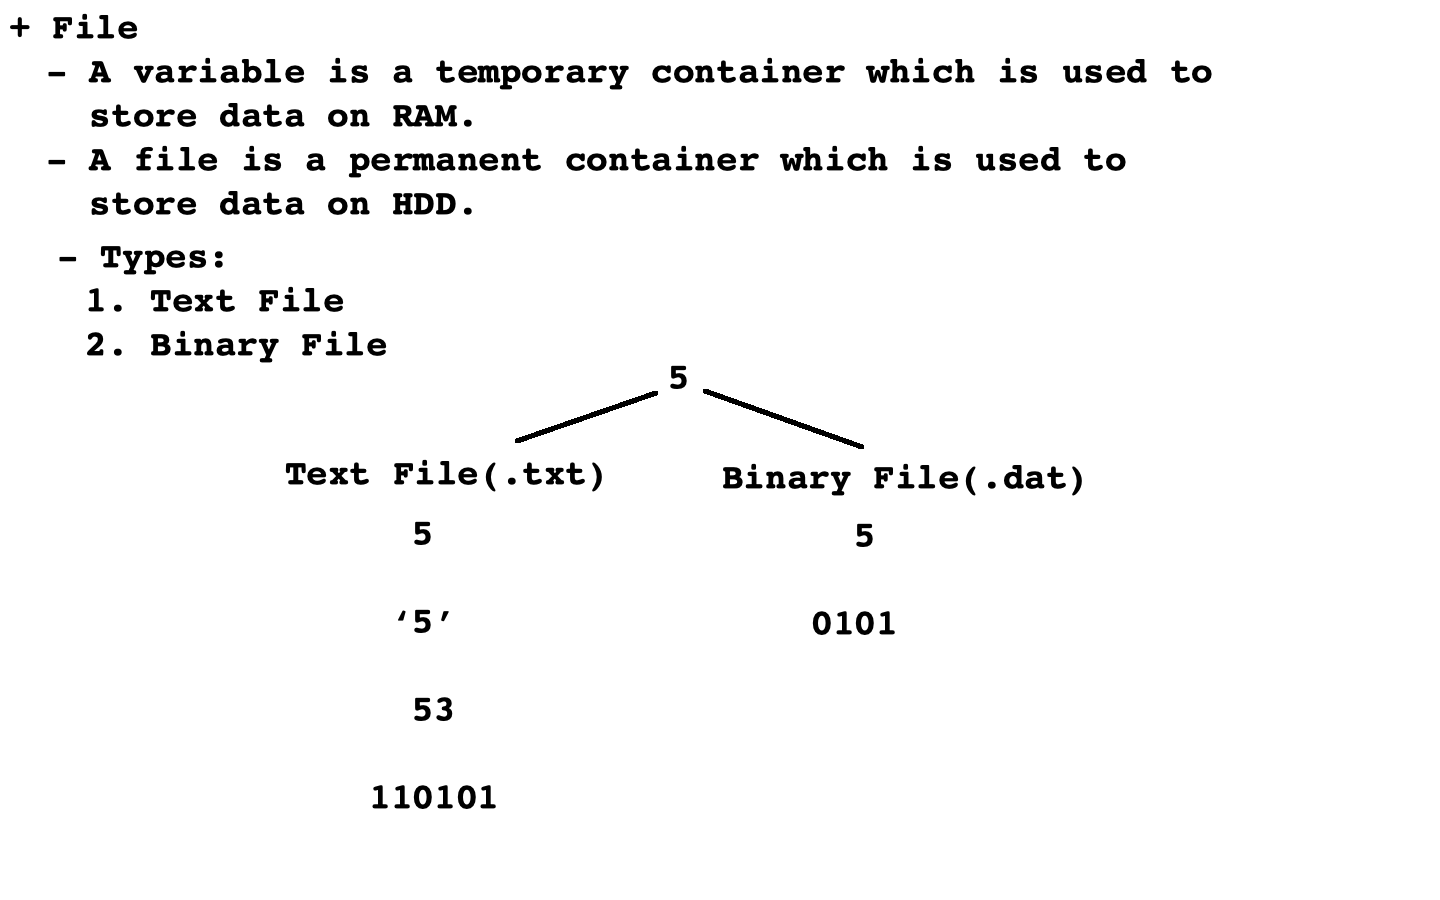 + File
- A variable is a temporary container which is used to
store data on RAM.
- A file is a permanent container which is used to
store data on HDD.
- Types:
1. Text File
2. Binary File
5
Text File(.txt) Binary File(.dat)
5 5
‘5’ 0101
53
110101